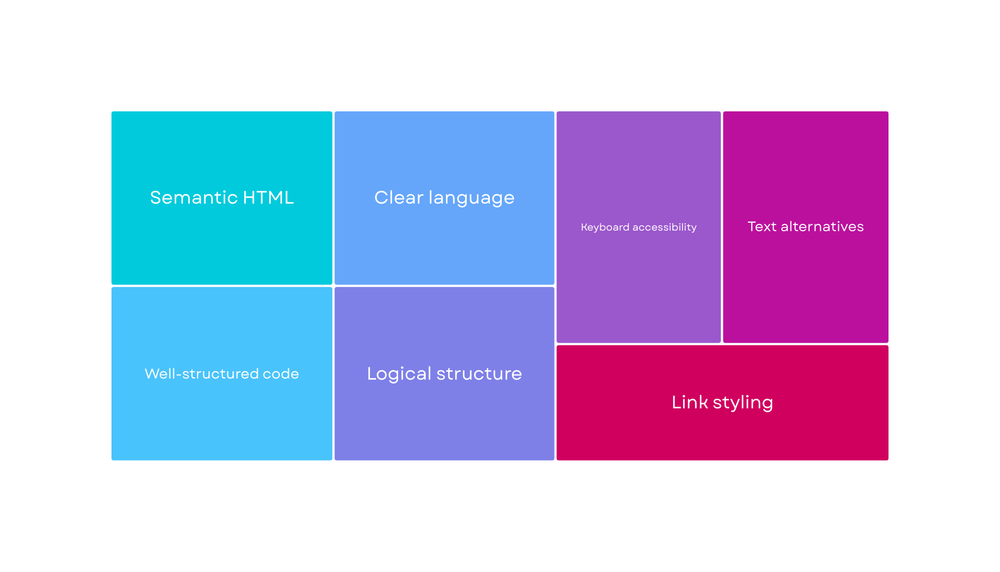 Semantic HTML
Clear language
Keyboard accessibility
Text alternatives
Well-structured code
Logical structure
Link styling